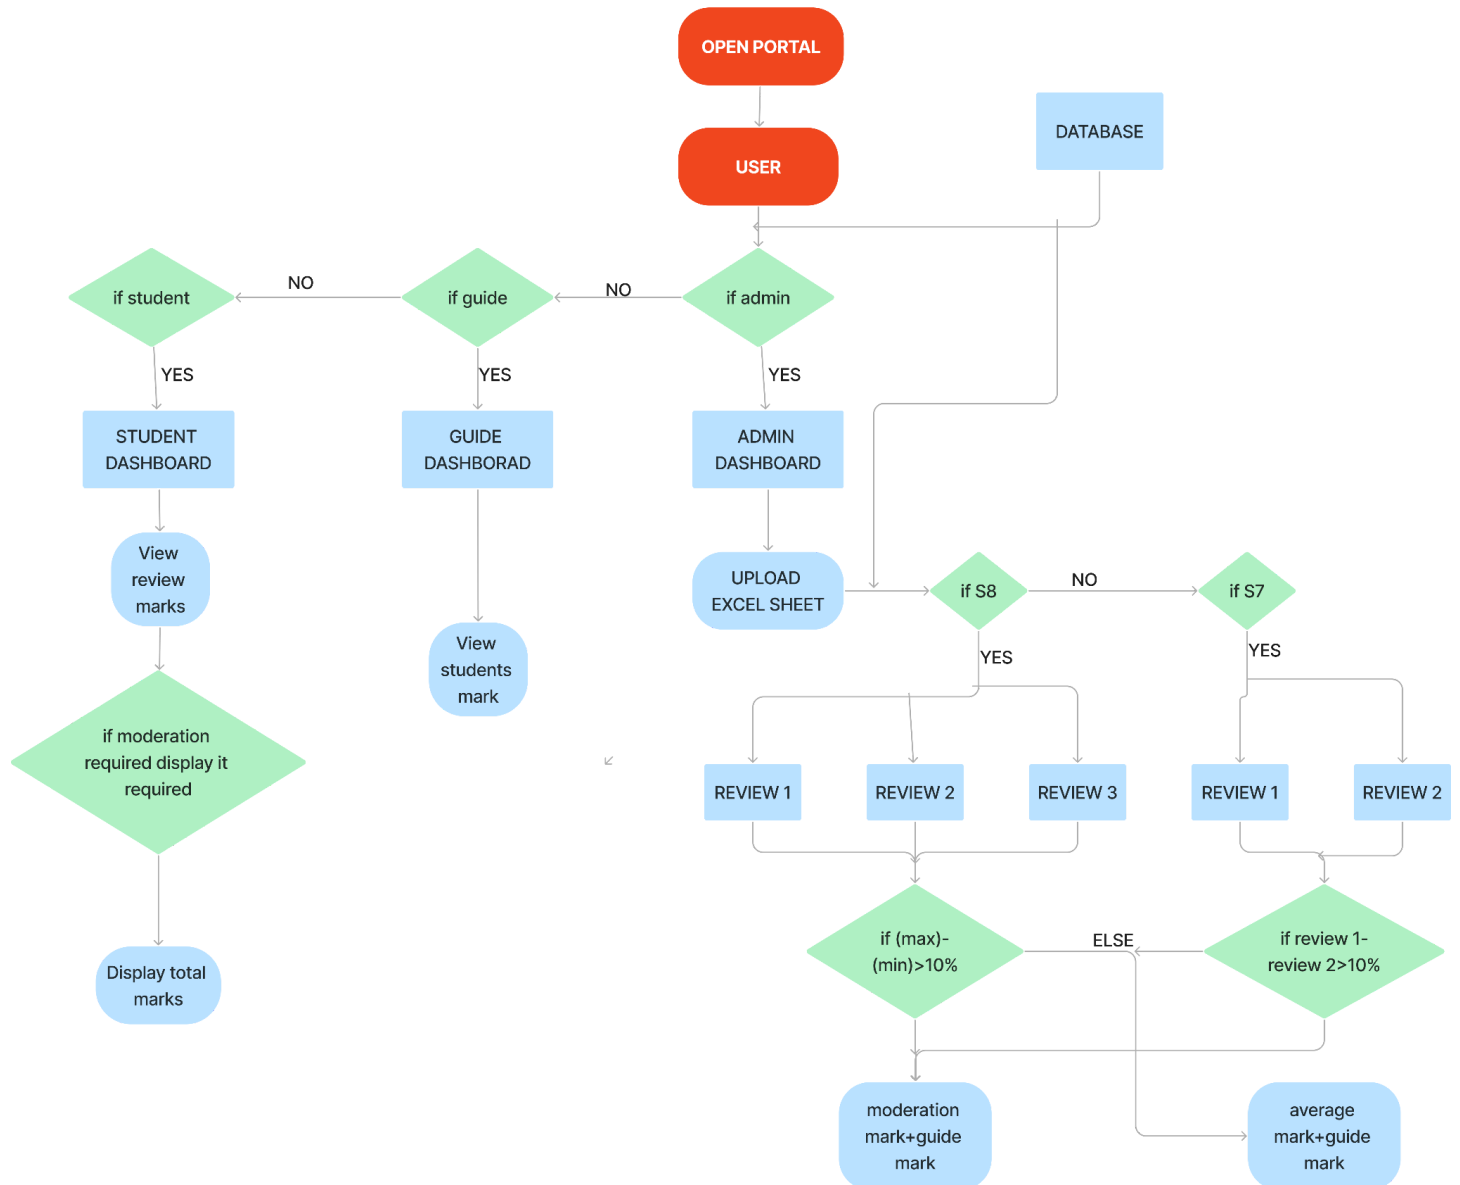 OPEN PORTAL
DATABASE
USER
if student
NO
if guide
NO
if admin
YES
YES
YES
STUDENT
DASHBOARD
GUIDE
DASHBORAD
ADMIN
DASHBOARD
View
review
marks
UPLOAD
EXCEL SHEET
if S8
NO
if S7
View
students
mark
YES
YES
if moderation
required display it
required
REVIEW 1
REVIEW 2
REVIEW 3
REVIEW 1
REVIEW 2
Display total
marks
if (max)-
(min)>10%
ELSE
if review 1-
review 2>10%
moderation
mark+guide
mark
average
mark+guide
mark